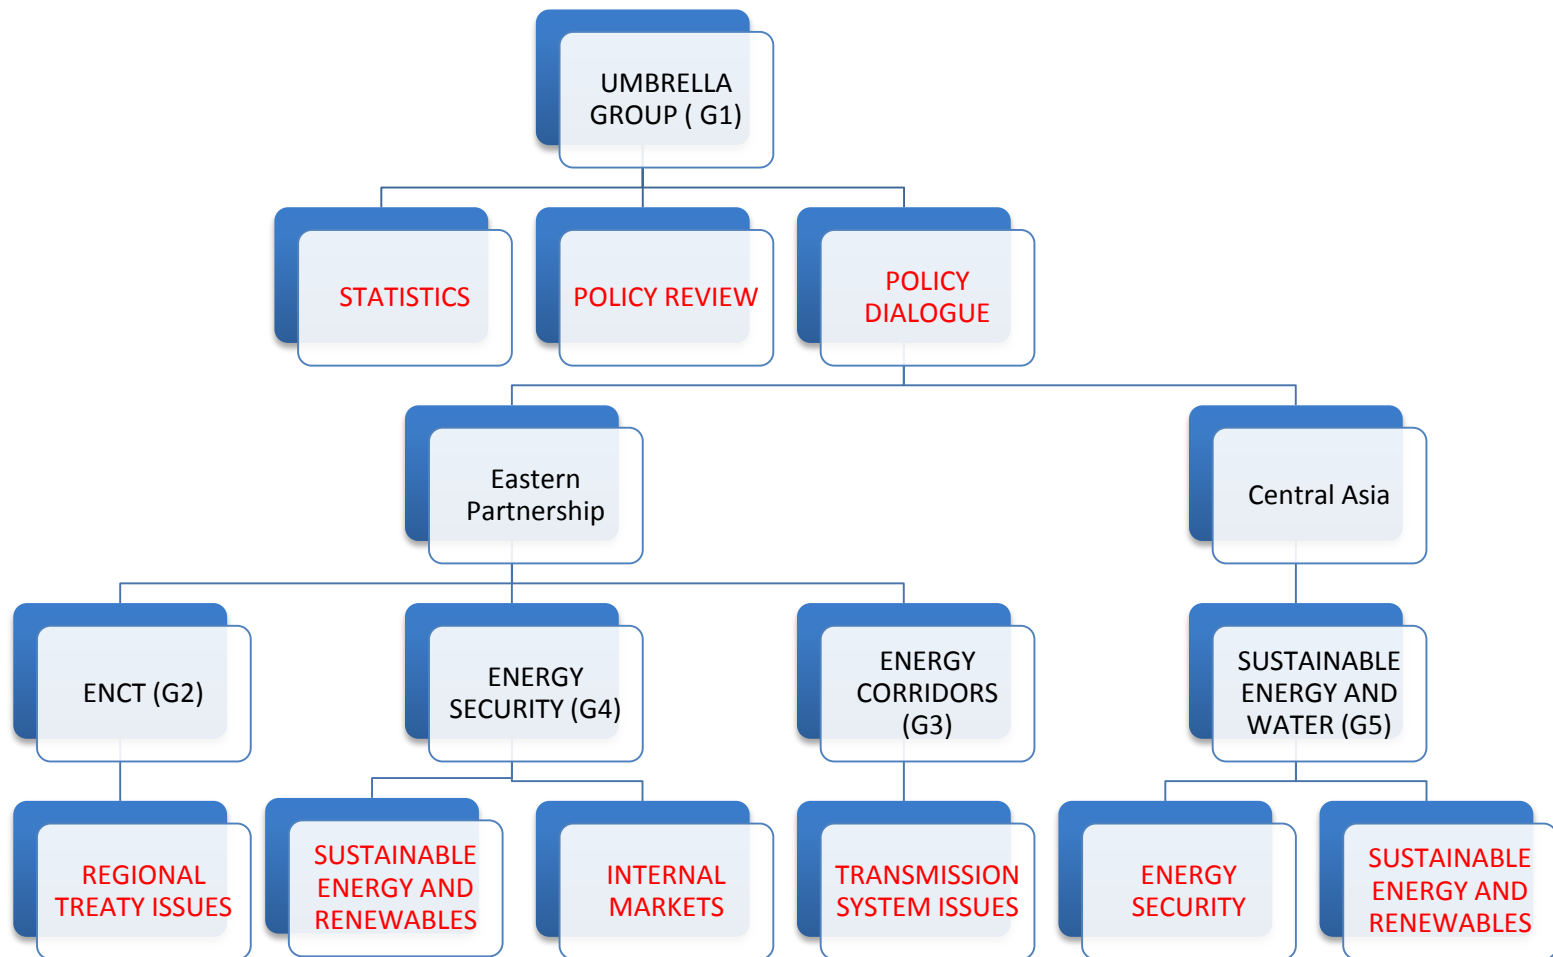 UMBRELLA
GROUP ( G1)
STATISTICS
POLICY REVIEW
POLICY
DIALOGUE
Eastern
Partnership
Central Asia
ENCT (G2)
ENERGY
SECURITY (G4)
ENERGY
CORRIDORS
(G3)
SUSTAINABLE
ENERGY AND
WATER (G5)
REGIONAL
TREATY ISSUES
SUSTAINABLE
ENERGY AND
RENEWABLES
INTERNAL
MARKETS
TRANSMISSION
SYSTEM ISSUES
ENERGY
SECURITY
SUSTAINABLE
ENERGY AND
RENEWABLES